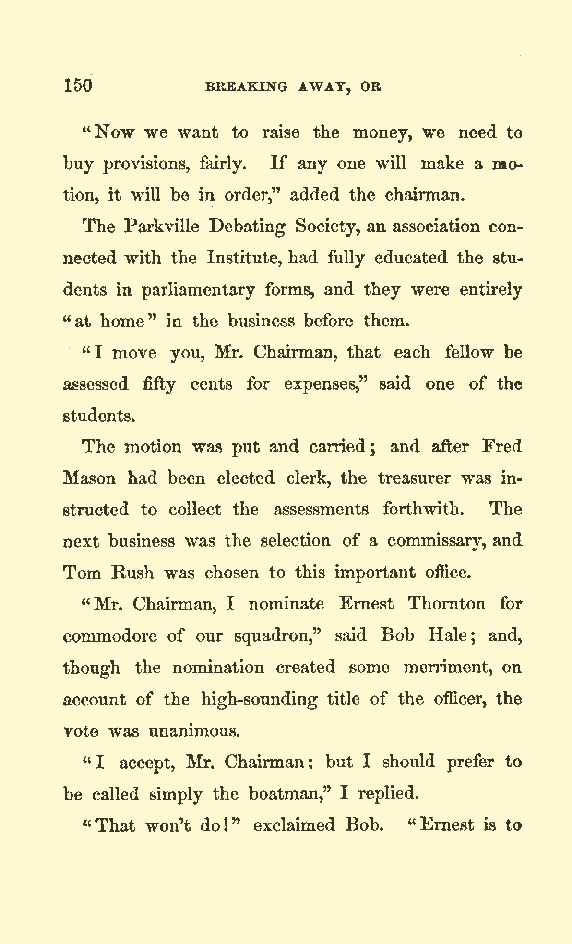 150 BREAKING AWAY, OR
"Now we want to raise the money, we need to
buy provisions, fairly. If any one will make a mo-
tion, it will be in order," added the chairman.
The Parkville Debating Society, an association con-
nected with the Institute, had fully educated the stu-
dents in parliamentary forms, and they were entirely
"at home" in the business before them.
"I move you, Mr. Chairman, that each fellow be
assessed fifty cents for expenses," said one of the
students.
The motion was put and carried; and after Fred
Mason had been elected clerk, the treasurer was in-
structed to collect the assessments forthwith. The
next business was the selection of a commissary, and
Tom Rush was chosen to this important office.
"Mr. Chairman, I nominate Ernest Thornton for
commodore of our squadron," said Bob Hale; and,
though the nomination created some merriment, on
account of the high-sounding title of the officer, the
vote was unanimous.
"I accept, Mr. Chairman; but I should prefer to
be called simply the boatman," I replied.
"That won't do!" exclaimed Bob. "Ernest is to